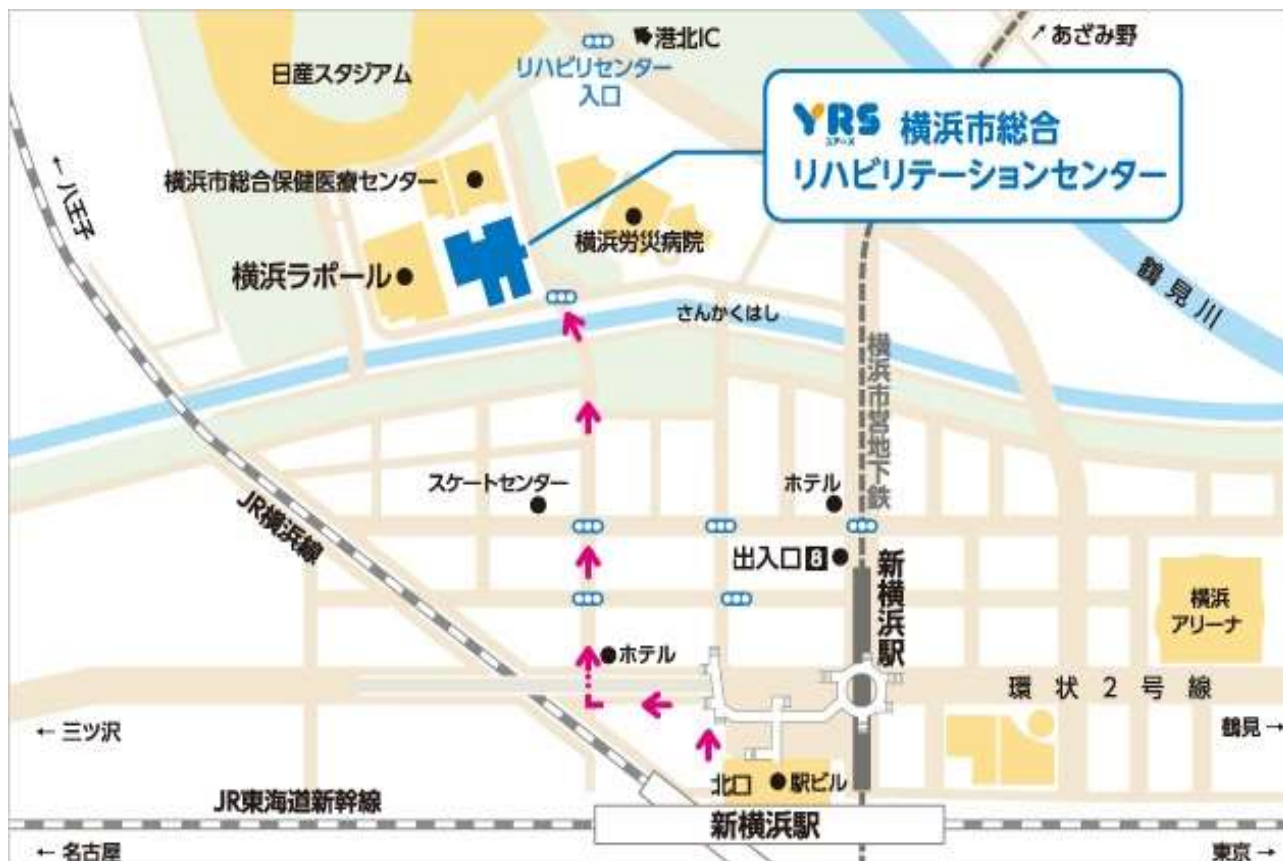 港北IC
あざみ野
日産スタジアム
リハビリセンター
入口
YRS
横浜市総合
リハビリテーションセンター
横浜市総合保健医療センター
横浜労災病院
横浜ラポール
← 八王子
さんかくはし
鶴見川
横浜市営地下鉄
スケートセンター
ホテル
JR横浜線
出入口8
新横浜駅
横浜
アリーナ
ホテル
環状2号線
← 三ツ沢
鶴見 →
北口
駅ビル
JR東海道新幹線
新横浜駅
← 名古屋
東京 →